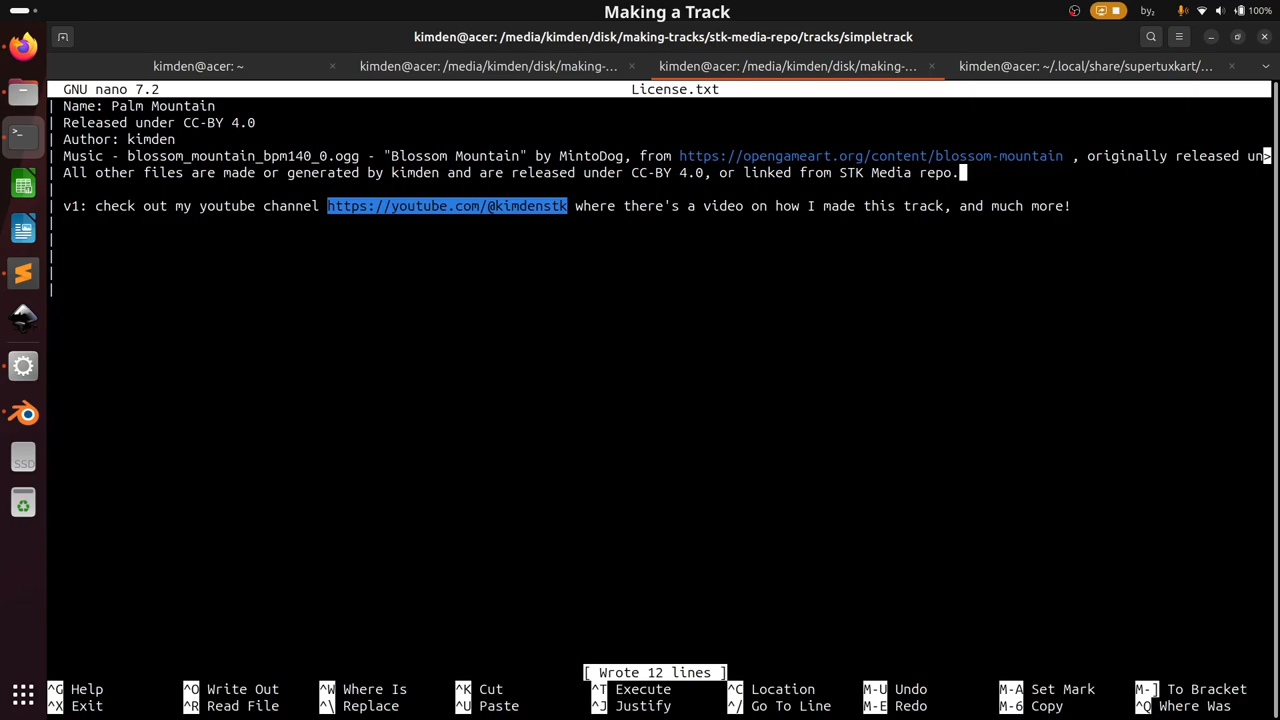 Making a Track
by₂
100%
kimden@acer: /media/kimden/disk/making-tracks/stk-media-repo/tracks/simpletrack
kimden@acer: ~
kimden@acer: /media/kimden/disk/making-...
kimden@acer: /media/kimden/disk/making-...
kimden@acer: ~/.local/share/supertuxkart/...
GNU nano 7.2 License.txt
Name: Palm Mountain
Released under CC-BY 4.0
Author: kimden
Music - blossom_mountain_bpm140_0.ogg - "Blossom Mountain" by MintoDog, from https://opengameart.org/content/blossom-mountain , originally released un>
All other files are made or generated by kimden and are released under CC-BY 4.0, or linked from STK Media repo.
v1: check out my youtube channel https://youtube.com/@kimdenstk where there's a video on how I made this track, and much more!
SSD
[ Wrote 12 lines ]
^G Help ^O Write Out ^W Where Is ^K Cut ^T Execute ^C Location M-U Undo M-A Set Mark M-] To Bracket
^X Exit ^R Read File ^\ Replace ^U Paste ^J Justify ^/ Go To Line M-E Redo M-6 Copy ^Q Where Was